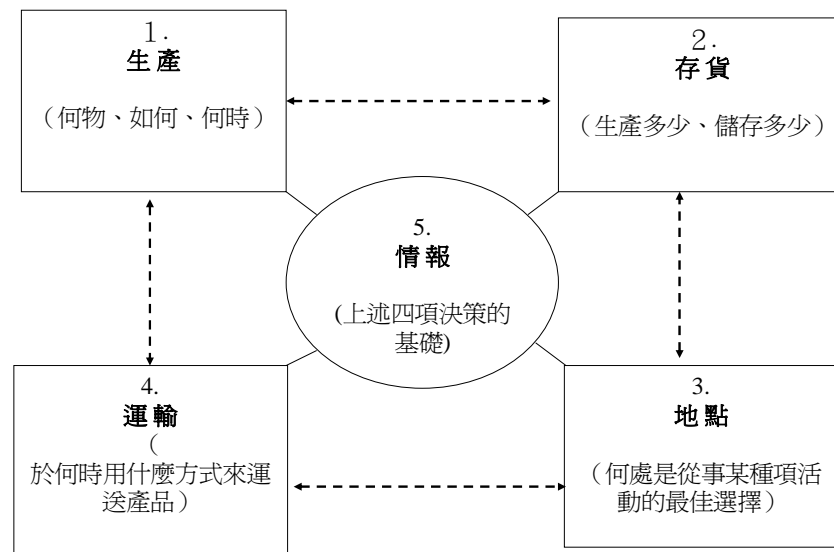 1.
生產
（何物、如何、何時）
2.
存貨
（生產多少、儲存多少）
5.
情報
(上述四項決策的
基礎)
4.
運輸
（
於何時用什麼方式來運
送產品）
3.
地點
（何處是從事某種項活
動的最佳選擇）